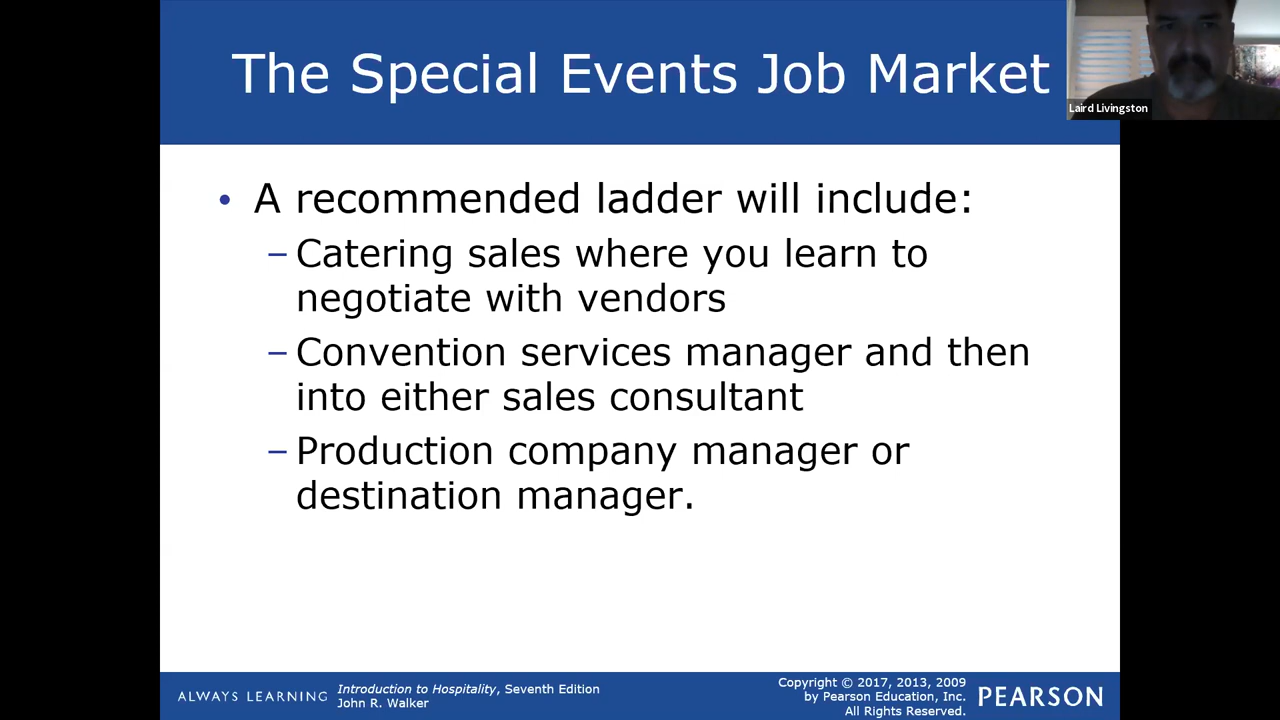 The Special Events Job Market
Laird Livingston
• A recommended ladder will include:
– Catering sales where you learn to
negotiate with vendors
– Convention services manager and then
into either sales consultant
– Production company manager or
destination manager.
ALWAYS LEARNING
Introduction to Hospitality, Seventh Edition
John R. Walker
Copyright © 2017, 2013, 2009
by Pearson Education, Inc.
All Rights Reserved.
PEARSON